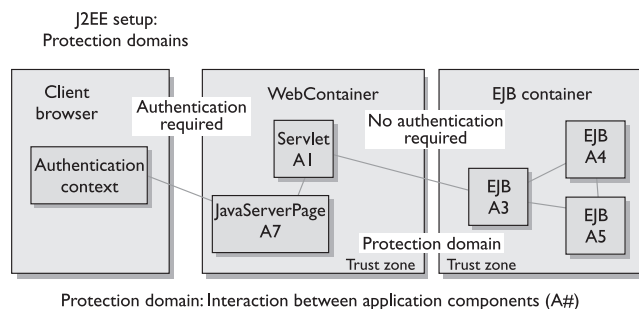 J2EE setup:
Protection domains
Client
browser
Authentication
required
WebContainer
No authentication
required
EJB container
Authentication
context
Servlet
A1
JavaServerPage
A7
EJB
A3
EJB
A4
EJB
A5
Protection domain
Trust zone
Trust zone
Protection domain: Interaction between application components (A#)